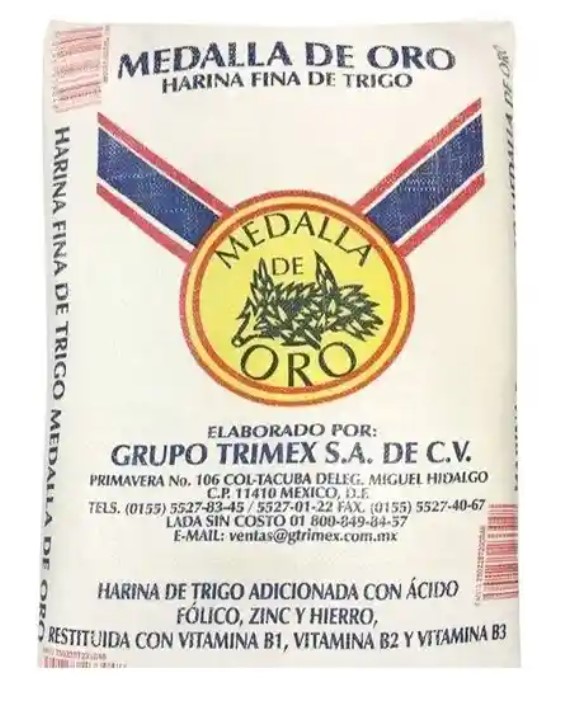 MEDALLA DE ORO
HARINA FINA DE TRIGO
MEDALLA
DE
ORO
ELABORADO POR:
GRUPO TRIMEX S.A. DE C.V.
PRIMAVERA No. 106 COL-TACUBA DELEG. MIGUEL HIDALGO
C.P. 11410 MEXICO, D.F.
TELS. (0155) 5527-83-45 / 5527-01-22 FAX. (0155) 5527-40-67
LADA SIN COSTO 01 800-849-84-57
E-MAIL: ventas@gtrimex.com.mx
HARINA DE TRIGO ADICIONADA CON ÁCIDO
FÓLICO, ZINC Y HIERRO,
RESTITUIDA CON VITAMINA B1, VITAMINA B2 Y VITAMINA B3
HARINA FINA DE TRIGO MEDALLA DE ORO